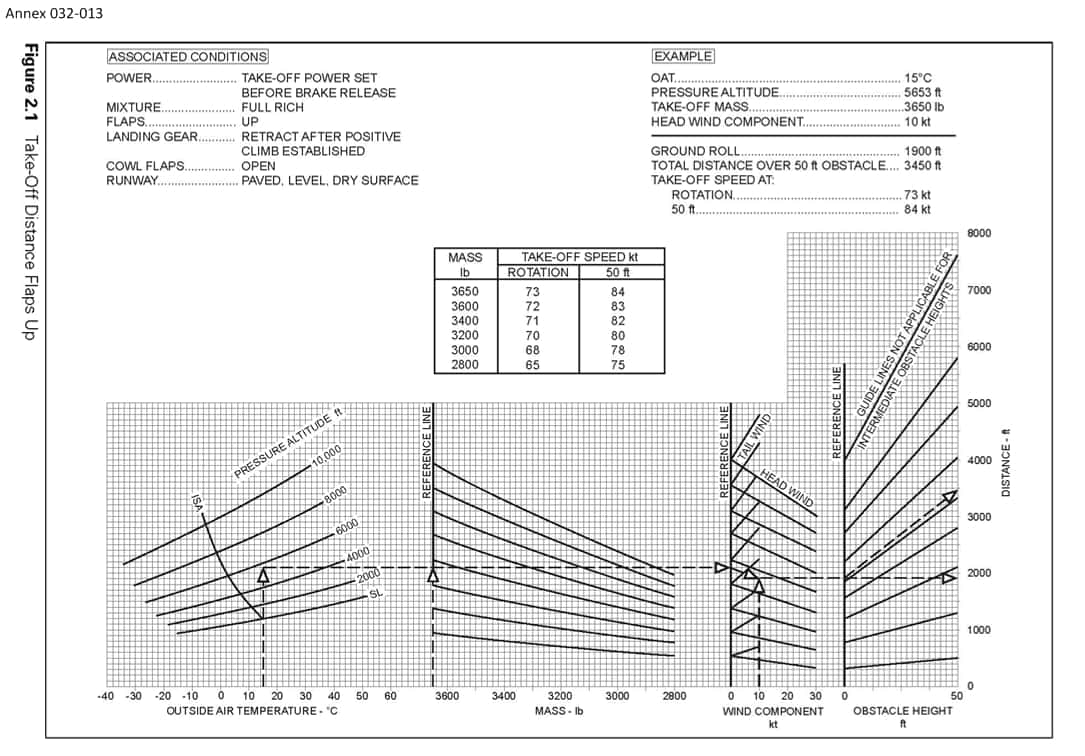 Annex 032-013
Figure 2.1 Take-Off Distance Flaps Up
ASSOCIATED CONDITIONS
POWER............................ TAKE-OFF POWER SET
BEFORE BRAKE RELEASE
MIXTURE........................ FULL RICH
FLAPS............................. UP
LANDING GEAR........... RETRACT AFTER POSITIVE
CLIMB ESTABLISHED
COWL FLAPS............... OPEN
RUNWAY......................... PAVED, LEVEL, DRY SURFACE
EXAMPLE
OAT.................................................................... 15°C
PRESSURE ALTITUDE..................................... 5653 ft
TAKE-OFF MASS................................................3650 lb
HEAD WIND COMPONENT.............................. 10 kt
GROUND ROLL................................................ 1900 ft
TOTAL DISTANCE OVER 50 ft OBSTACLE.... 3450 ft
TAKE-OFF SPEED AT:
ROTATION.................................................... 73 kt
50 ft............................................................... 84 kt
MASS TAKE-OFF SPEED kt
lb ROTATION 50 ft
3650 73 84
3600 72 83
3400 71 82
3200 70 80
3000 68 78
2800 65 75
PRESSURE ALTITUDE ft
10,000
8000
6000
4000
2000
SL
ISA
REFERENCE LINE
REFERENCE LINE
TAIL WIND
HEAD WIND
REFERENCE LINE
GUIDE LINES NOT APPLICABLE FOR
INTERMEDIATE OBSTACLE HEIGHTS
8000
7000
6000
5000
4000
3000
2000
1000
0
DISTANCE - ft
-40 -30 -20 -10 0 10 20 30 40 50 60
OUTSIDE AIR TEMPERATURE - °C
3600 3400 3200 3000 2800
MASS - lb
0 10 20 30
WIND COMPONENT
kt
0 50
OBSTACLE HEIGHT
ft